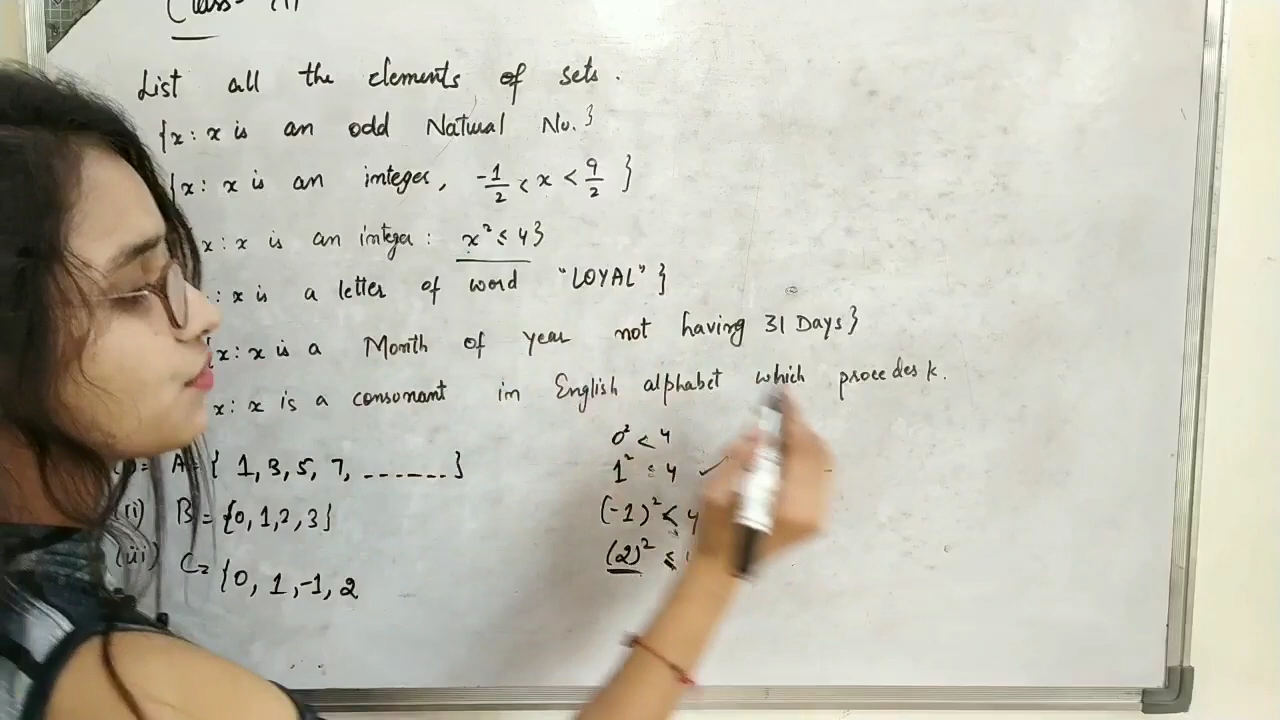 Class- XI
List all the elements of sets.
{x: x is an odd Natural No.}
{x: x is an integer, -1/2 < x < 9/2 }
x: x is an integer: x² ≤ 4}
: x is a letter of word "LOYAL"}
{x: x is a Month of year not having 31 Days}
x: x is a consonant in English alphabet which procedes k.
A = { 1, 3, 5, 7, ------}
(ii) B = {0, 1, 2, 3}
(iii) C = {0, 1, -1, 2
0² < 4
1² ≤ 4 ✓
(-1)² < 4
(2)² ≤